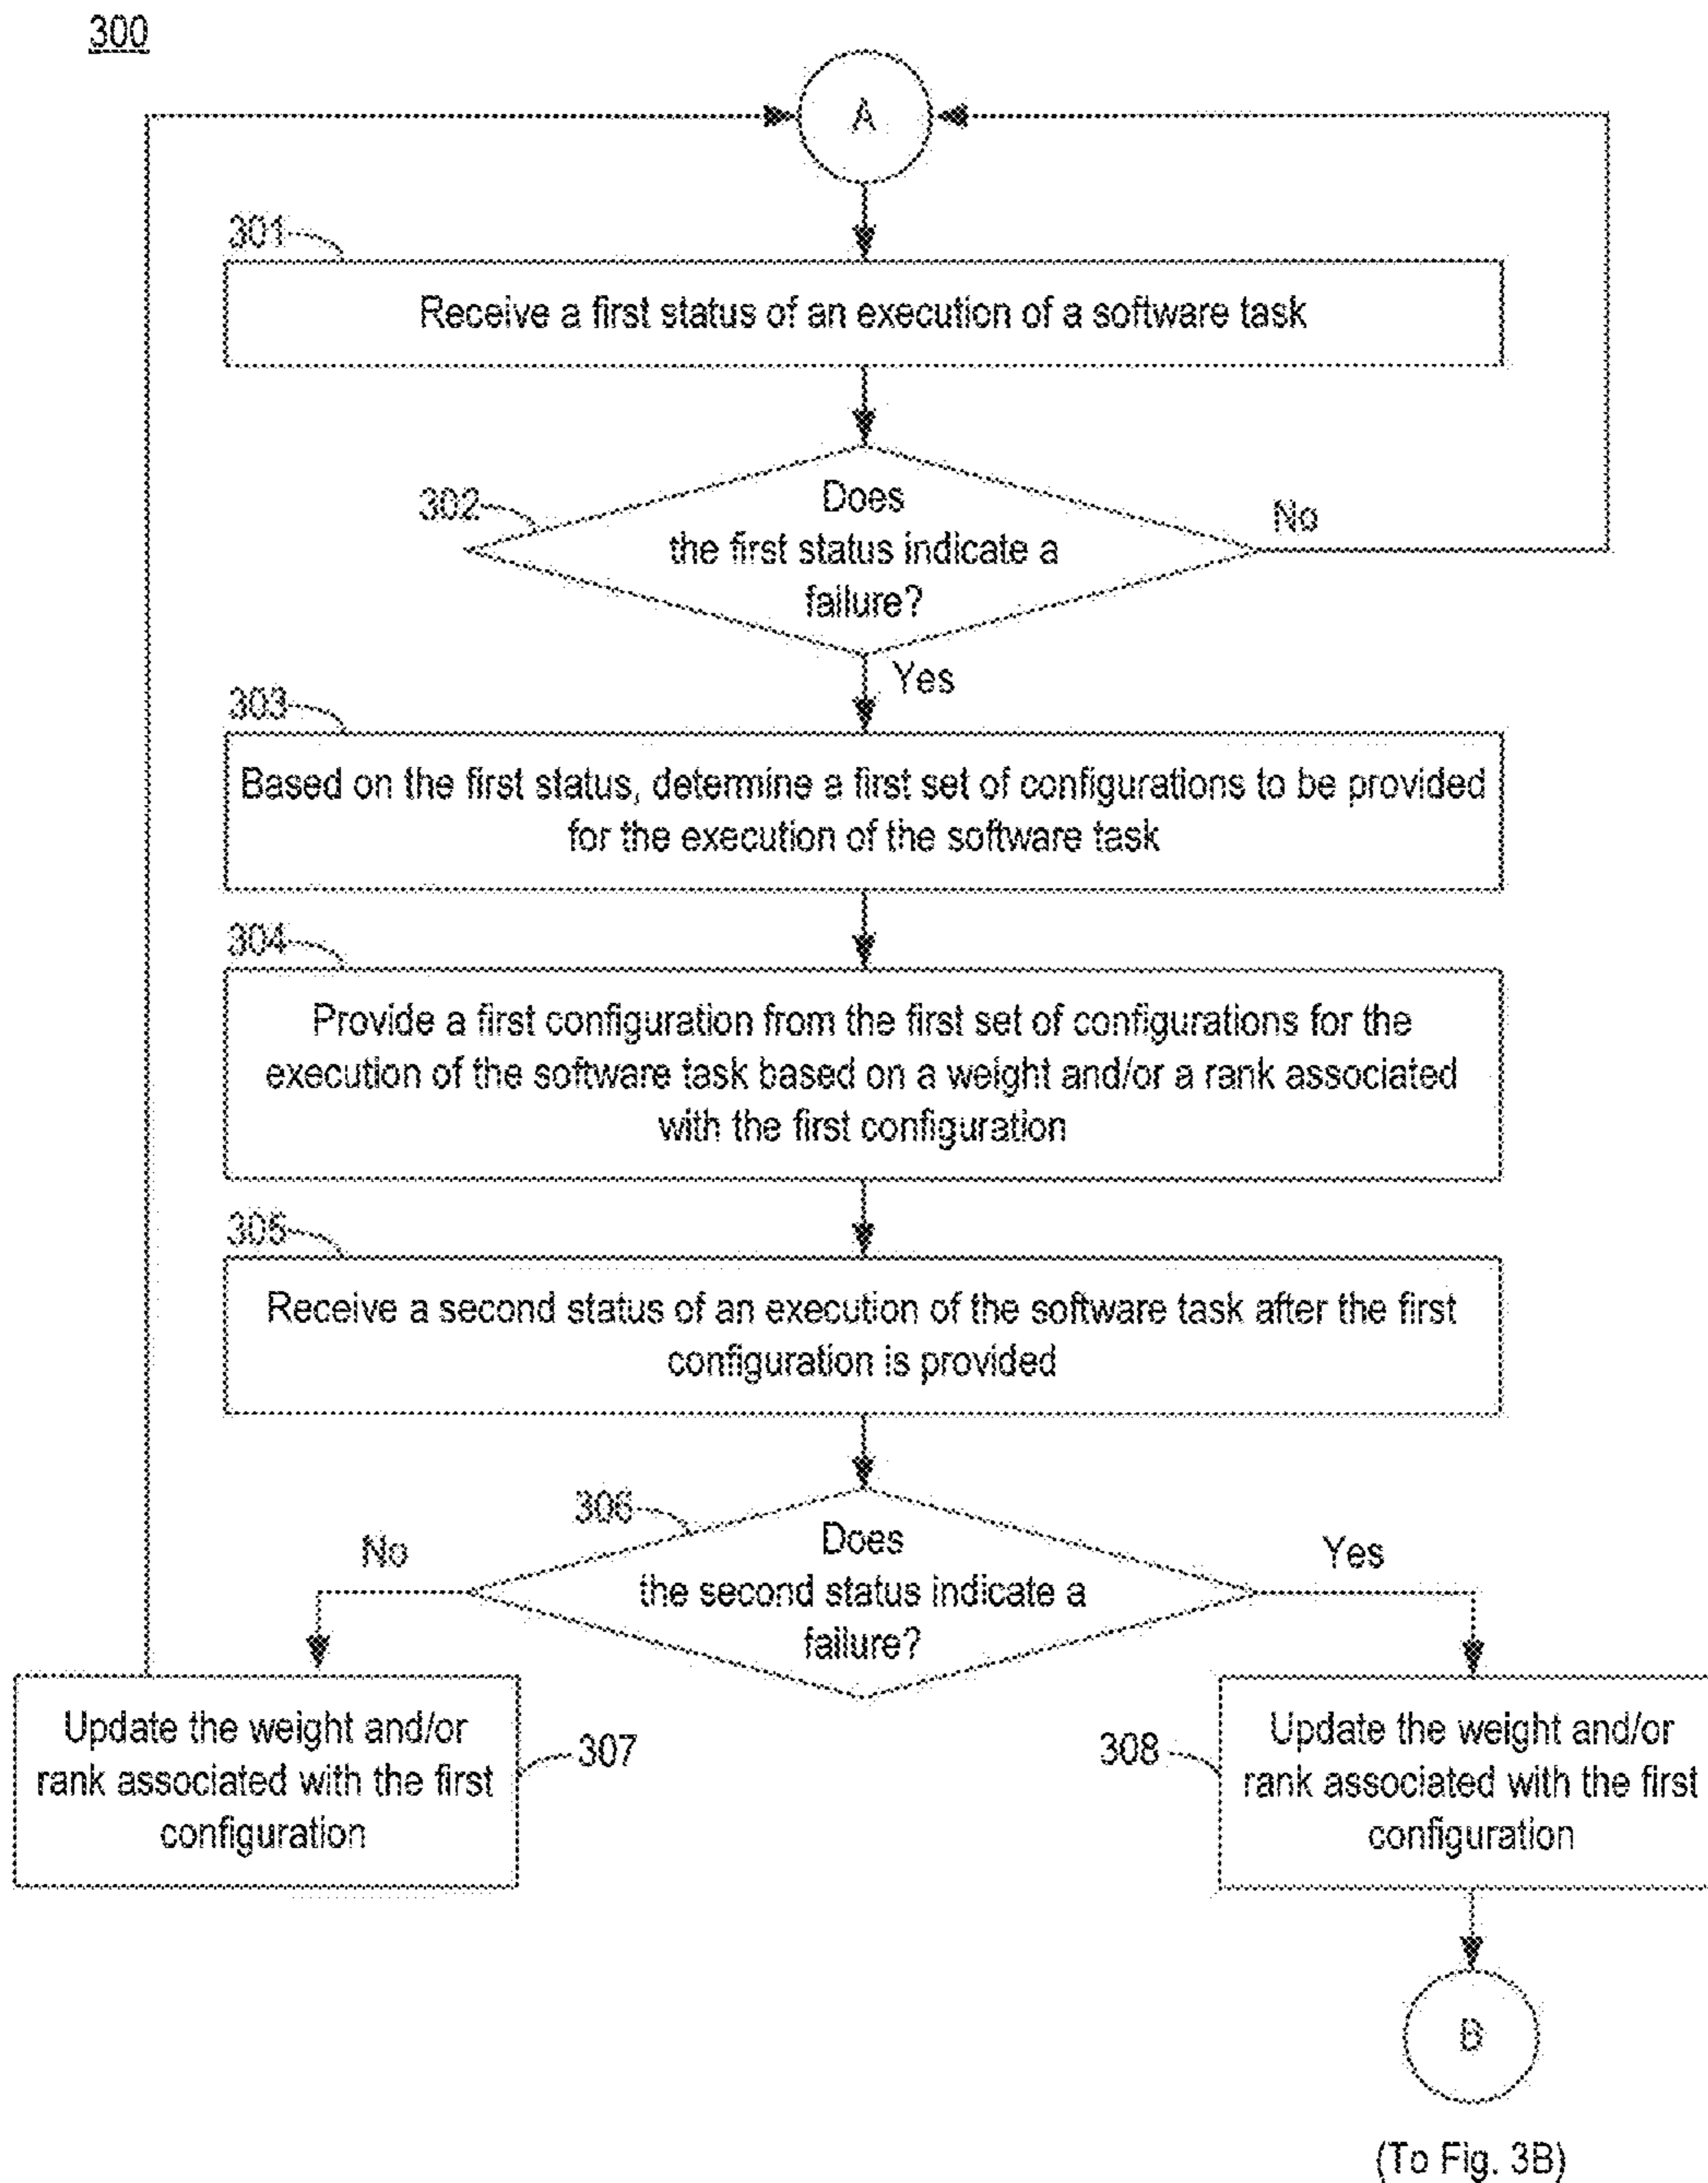 300
A
301
Receive a first status of an execution of a software task
302
Does
the first status indicate a
failure?
No
Yes
303
Based on the first status, determine a first set of configurations to be provided
for the execution of the software task
304
Provide a first configuration from the first set of configurations for the
execution of the software task based on a weight and/or a rank associated
with the first configuration
305
Receive a second status of an execution of the software task after the first
configuration is provided
306
Does
the second status indicate a
failure?
No
Yes
Update the weight and/or
rank associated with the first
configuration
307
308
Update the weight and/or
rank associated with the first
configuration
B
(To Fig. 3B)